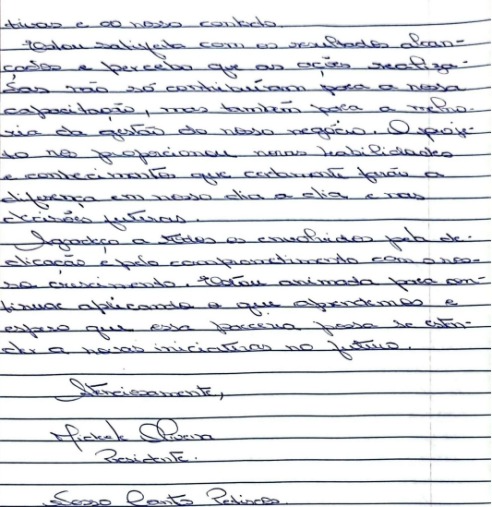 tivas e ao nosso contexto.
Estou satisfeita com os resultados alcan-
çados e percebo que as ações realiza-
das não só contribuíram para a nossa
capacitação, mas também para a melho-
ria da gestão do nosso negócio. O proje-
to nos proporcionou novas habilidades
e conhecimentos que certamente farão a
diferença em nosso dia a dia e nas
decisões futuras.
Agradeço a todos os envolvidos pela de-
dicação e pelo comprometimento com o nos-
so crescimento. Estou animada para con-
tinuar aplicando o que aprendemos e
espero que essa parceria possa se esten-
der a novas iniciativas no futuro.
Atenciosamente,
Michele Oliveira
Presidente.